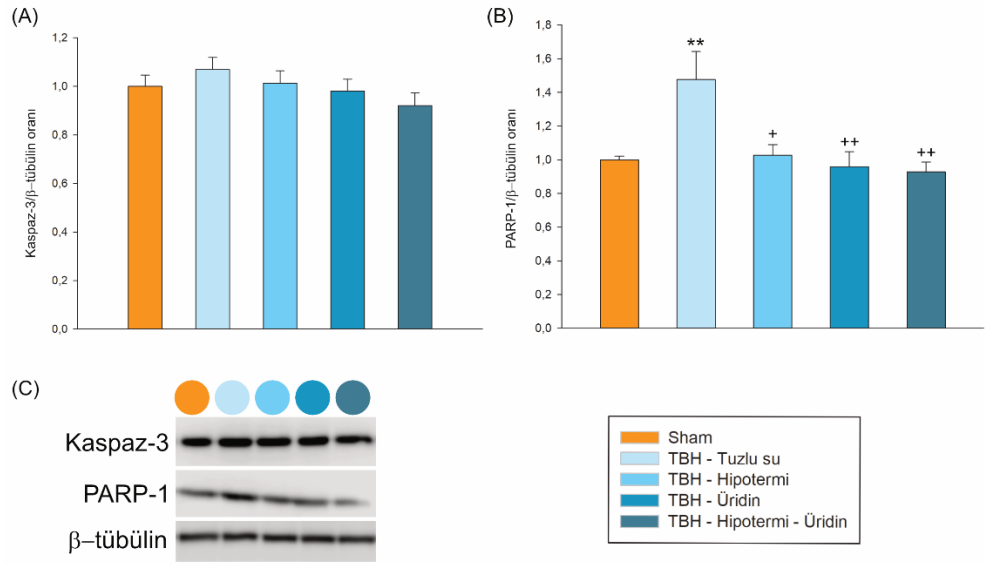 (A)
Kaspaz-3/β−tübülin oranı
1,2
1,0
0,8
0,6
0,4
0,2
0,0
(B)
PARP-1/β−tübülin oranı
1,8
1,6
1,4
1,2
1,0
0,8
0,6
0,4
0,2
0,0
**
+
++
++
(C)
Kaspaz-3
PARP-1
β−tübülin
Sham
TBH - Tuzlu su
TBH - Hipotermi
TBH - Üridin
TBH - Hipotermi - Üridin